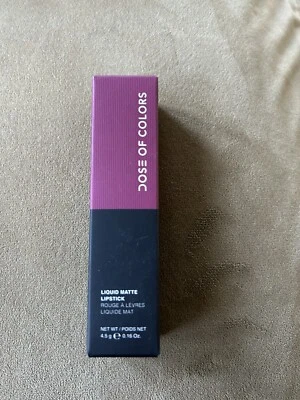 DOSE OF COLORS
LIQUID MATTE
LIPSTICK
ROUGE À LÈVRES
LIQUIDE MAT
NET WT / POIDS NET
4.5 g ℮ 0.16 Oz.